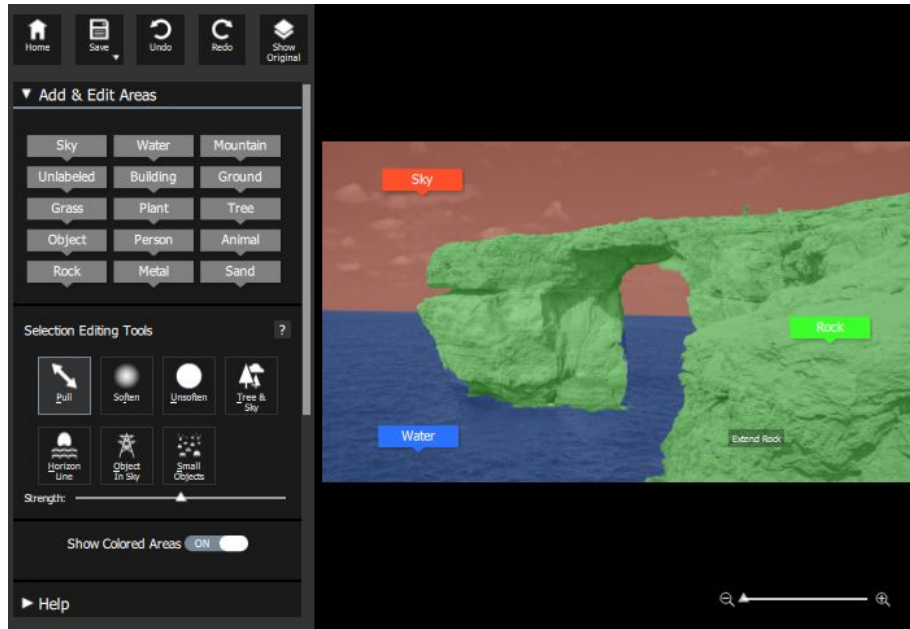 Home
Save
Undo
Redo
Show
Original
Add & Edit Areas
Sky
Water
Mountain
Unlabeled
Building
Ground
Grass
Plant
Tree
Object
Person
Animal
Rock
Metal
Sand
Selection Editing Tools
?
Pull
Soften
Unsoften
Tree &
Sky
Horizon
Line
Object
In Sky
Small
Objects
Strength:
Show Colored Areas ON
Help
Sky
Rock
Water
Extend Rock